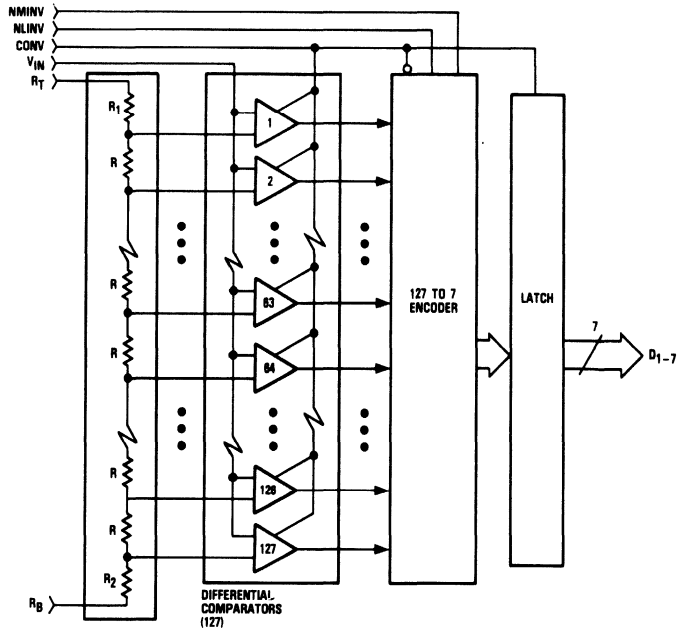 NMINV
NLINV
CONV
VIN
RT
R1
1
R
2
R
63
127 TO 7
ENCODER
LATCH
7
R
64
D1–7
R
126
R
127
R2
RB
DIFFERENTIAL
COMPARATORS
(127)